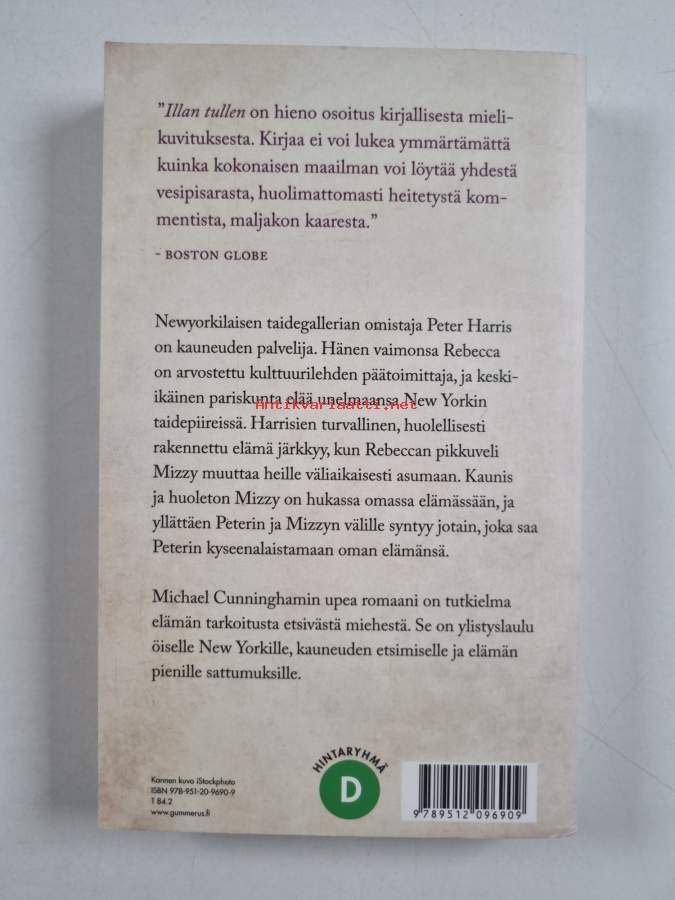 ”Illan tullen on hieno osoitus kirjallisesta mieli-
kuvituksesta. Kirjaa ei voi lukea ymmärtämättä
kuinka kokonaisen maailman voi löytää yhdestä
vesipisarasta, huolimattomasti heitetystä kom-
mentista, maljakon kaaresta.”
- BOSTON GLOBE
Newyorkilaisen taidegallerian omistaja Peter Harris
on kauneuden palvelija. Hänen vaimonsa Rebecca
on arvostettu kulttuurilehden päätoimittaja, ja keski-
ikäinen pariskunta elää unelmaansa New Yorkin
Antikvariaatti.net
taidepiireissä. Harrisien turvallinen, huolellisesti
rakennettu elämä järkkyy, kun Rebeccan pikkuveli
Mizzy muuttaa heille väliaikaisesti asumaan. Kaunis
ja huoleton Mizzy on hukassa omassa elämässään, ja
yllättäen Peterin ja Mizzyn välille syntyy jotain, joka saa
Peterin kyseenalaistamaan oman elämänsä.
Michael Cunninghamin upea romaani on tutkielma
elämän tarkoitusta etsivästä miehestä. Se on ylistyslaulu
öiselle New Yorkille, kauneuden etsimiselle ja elämän
pienille sattumuksille.
Kannen kuva iStockphoto
ISBN 978-951-20-9690-9
T 84.2
www.gummerus.fi
HINTARYHMÄ
D
9 789512 096909